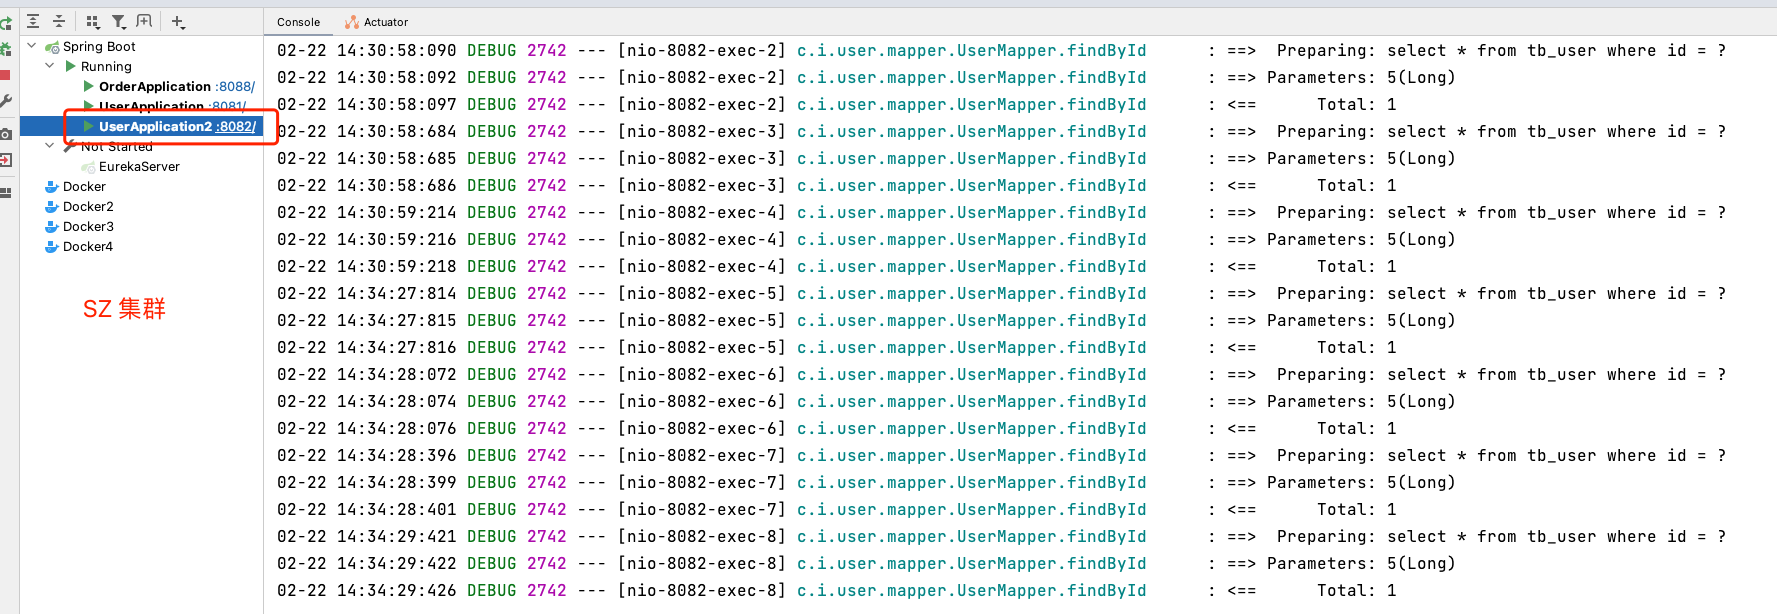 Console Actuator
Spring Boot
Running
OrderApplication :8088/
UserApplication :8081/
UserApplication2 :8082/
Not Started
EurekaServer
Docker
Docker2
Docker3
Docker4
SZ 集群
02-22 14:30:58:090 DEBUG 2742 --- [nio-8082-exec-2] c.i.user.mapper.UserMapper.findById : ==> Preparing: select * from tb_user where id = ?
02-22 14:30:58:092 DEBUG 2742 --- [nio-8082-exec-2] c.i.user.mapper.UserMapper.findById : ==> Parameters: 5(Long)
02-22 14:30:58:097 DEBUG 2742 --- [nio-8082-exec-2] c.i.user.mapper.UserMapper.findById : <== Total: 1
02-22 14:30:58:684 DEBUG 2742 --- [nio-8082-exec-3] c.i.user.mapper.UserMapper.findById : ==> Preparing: select * from tb_user where id = ?
02-22 14:30:58:685 DEBUG 2742 --- [nio-8082-exec-3] c.i.user.mapper.UserMapper.findById : ==> Parameters: 5(Long)
02-22 14:30:58:686 DEBUG 2742 --- [nio-8082-exec-3] c.i.user.mapper.UserMapper.findById : <== Total: 1
02-22 14:30:59:214 DEBUG 2742 --- [nio-8082-exec-4] c.i.user.mapper.UserMapper.findById : ==> Preparing: select * from tb_user where id = ?
02-22 14:30:59:216 DEBUG 2742 --- [nio-8082-exec-4] c.i.user.mapper.UserMapper.findById : ==> Parameters: 5(Long)
02-22 14:30:59:218 DEBUG 2742 --- [nio-8082-exec-4] c.i.user.mapper.UserMapper.findById : <== Total: 1
02-22 14:34:27:814 DEBUG 2742 --- [nio-8082-exec-5] c.i.user.mapper.UserMapper.findById : ==> Preparing: select * from tb_user where id = ?
02-22 14:34:27:815 DEBUG 2742 --- [nio-8082-exec-5] c.i.user.mapper.UserMapper.findById : ==> Parameters: 5(Long)
02-22 14:34:27:816 DEBUG 2742 --- [nio-8082-exec-5] c.i.user.mapper.UserMapper.findById : <== Total: 1
02-22 14:34:28:072 DEBUG 2742 --- [nio-8082-exec-6] c.i.user.mapper.UserMapper.findById : ==> Preparing: select * from tb_user where id = ?
02-22 14:34:28:074 DEBUG 2742 --- [nio-8082-exec-6] c.i.user.mapper.UserMapper.findById : ==> Parameters: 5(Long)
02-22 14:34:28:076 DEBUG 2742 --- [nio-8082-exec-6] c.i.user.mapper.UserMapper.findById : <== Total: 1
02-22 14:34:28:396 DEBUG 2742 --- [nio-8082-exec-7] c.i.user.mapper.UserMapper.findById : ==> Preparing: select * from tb_user where id = ?
02-22 14:34:28:399 DEBUG 2742 --- [nio-8082-exec-7] c.i.user.mapper.UserMapper.findById : ==> Parameters: 5(Long)
02-22 14:34:28:401 DEBUG 2742 --- [nio-8082-exec-7] c.i.user.mapper.UserMapper.findById : <== Total: 1
02-22 14:34:29:421 DEBUG 2742 --- [nio-8082-exec-8] c.i.user.mapper.UserMapper.findById : ==> Preparing: select * from tb_user where id = ?
02-22 14:34:29:422 DEBUG 2742 --- [nio-8082-exec-8] c.i.user.mapper.UserMapper.findById : ==> Parameters: 5(Long)
02-22 14:34:29:426 DEBUG 2742 --- [nio-8082-exec-8] c.i.user.mapper.UserMapper.findById : <== Total: 1